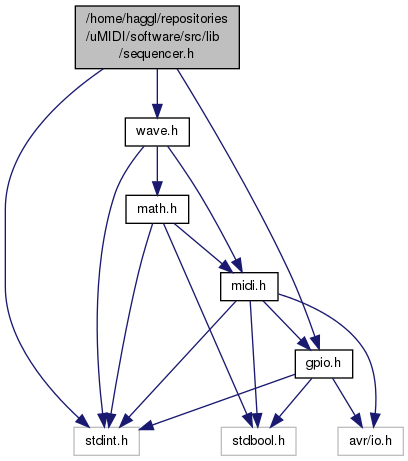 /home/haggl/repositories
/uMIDI/software/src/lib
/sequencer.h
wave.h
math.h
midi.h
gpio.h
stdint.h
stdbool.h
avr/io.h